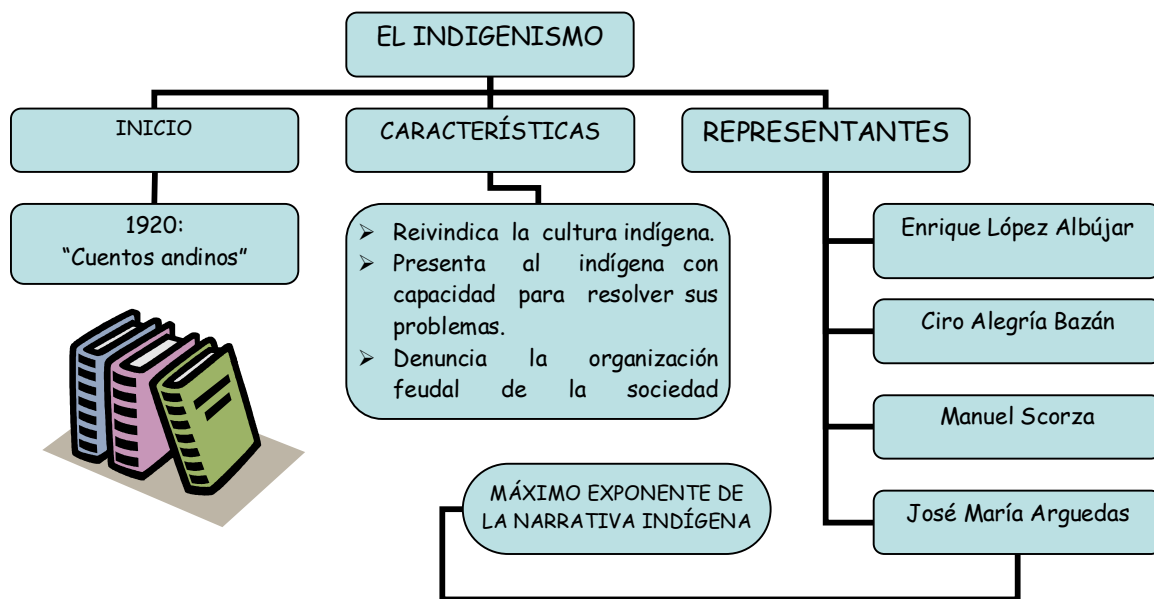 EL INDIGENISMO
INICIO
CARACTERÍSTICAS
REPRESENTANTES
1920:
“Cuentos andinos”
➢ Reivindica la cultura indígena.
➢ Presenta al indígena con
capacidad para resolver sus
problemas.
➢ Denuncia la organización
feudal de la sociedad
Enrique López Albújar
Ciro Alegría Bazán
Manuel Scorza
José María Arguedas
MÁXIMO EXPONENTE DE
LA NARRATIVA INDÍGENA